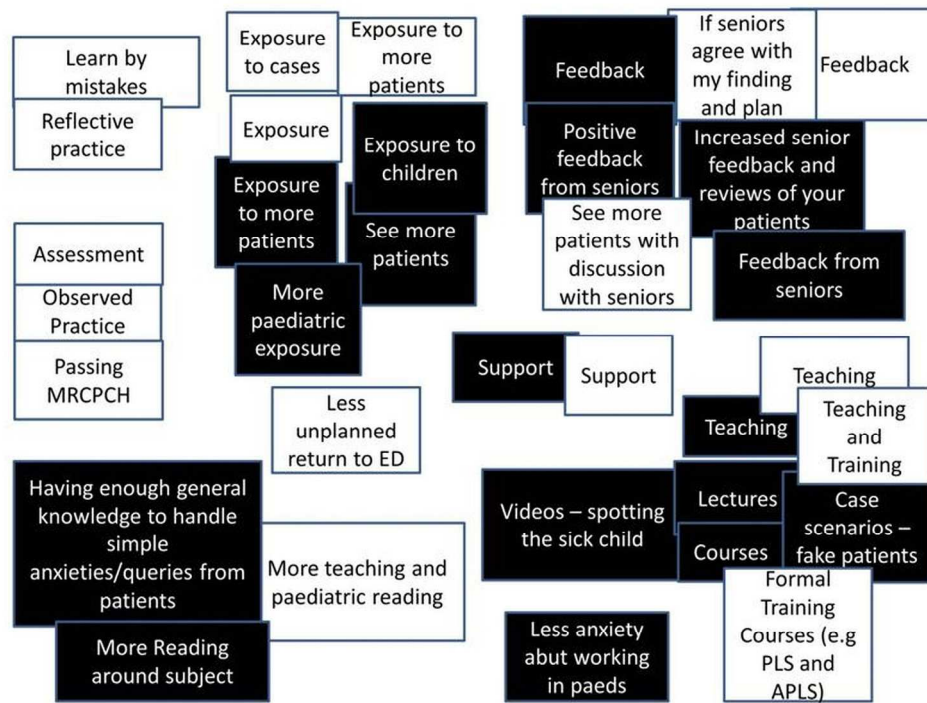 Learn by
mistakes
Reflective
practice
Exposure
to cases
Exposure to
more
patients
Exposure
Exposure to
children
Exposure
to more
patients
See more
patients
More
paediatric
exposure
Feedback
If seniors
agree with
my finding
and plan
Feedback
Positive
feedback
from seniors
Increased senior
feedback and
reviews of your
patients
See more
patients with
discussion
with seniors
Feedback from
seniors
Assessment
Observed
Practice
Passing
MRCPCH
Less
unplanned
return to ED
Support
Support
Teaching
Teaching
Teaching
and
Training
Having enough general
knowledge to handle
simple
anxieties/queries from
patients
More teaching and
paediatric reading
More Reading
around subject
Videos – spotting
the sick child
Lectures
Case
scenarios –
fake patients
Courses
Formal
Training
Courses (e.g
PLS and
APLS)
Less anxiety
abut working
in paeds